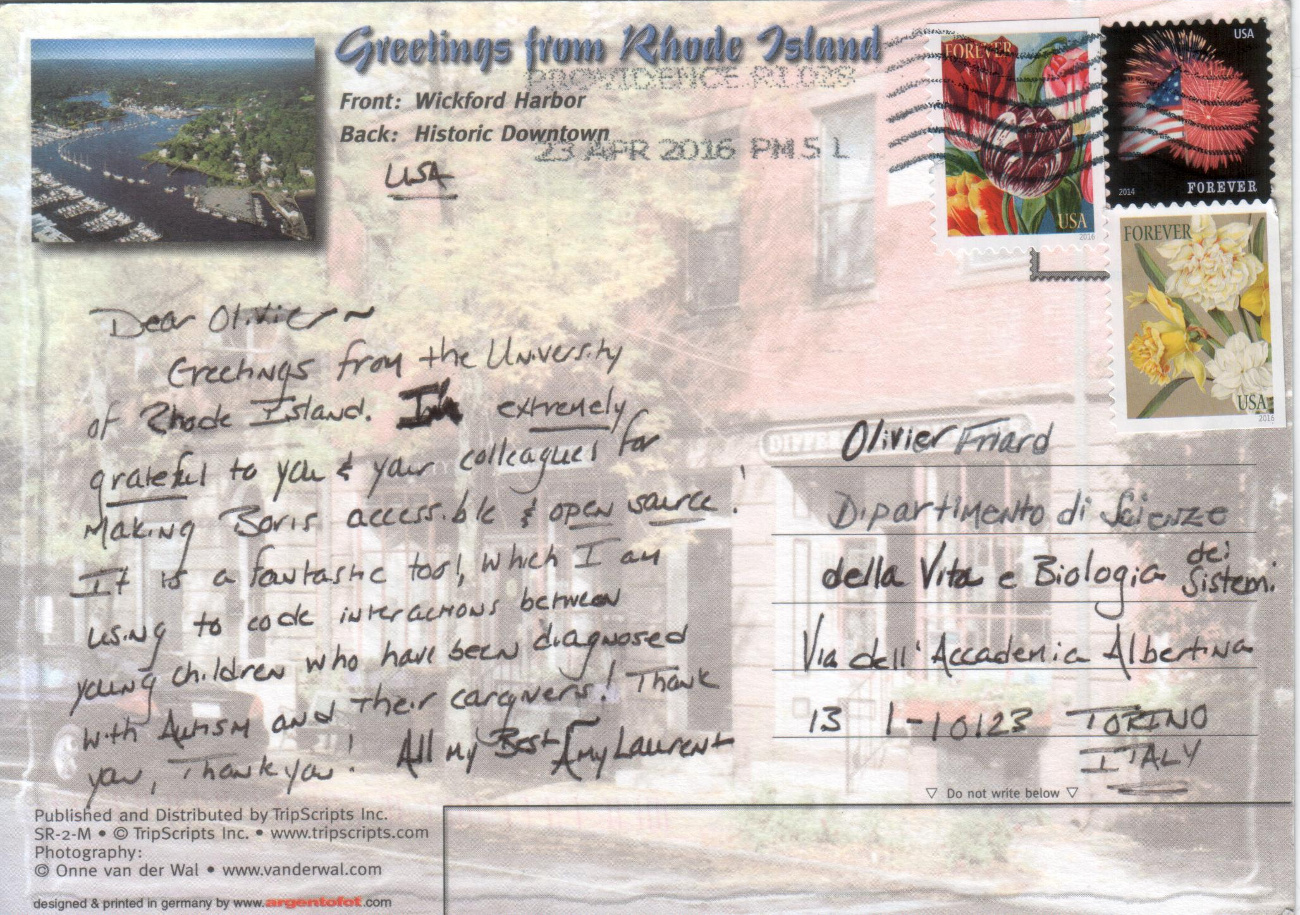 Greetings from Rhode Island
PROVIDENCE RI 028
Front: Wickford Harbor
Back: Historic Downtown
23 APR 2016 PM 5 L
USA
FOREVER
USA
2016
USA
2014
FOREVER
FOREVER
USA
2016
Dear Olivier ~
Greetings from the University
of Rhode Island. I'm extremely
grateful to you & your colleagues for
making Boris accessible & open source!
It is a fantastic tool, which I am
using to code interactions between
young children who have been diagnosed
with Autism and their cargivers! Thank
you, Thank you! All my Best Amy Laurent
Olivier Friard
Dipartimento di Scienze
della Vita e Biologia dei Sistemi
Via dell'Accademia Albertina
13 I-10123 TORINO
ITALY
▽ Do not write below ▽
Published and Distributed by TripScripts Inc.
SR-2-M • © TripScripts Inc. • www.tripscripts.com
Photography:
© Onne van der Wal • www.vanderwal.com
designed & printed in germany by www.argentofot.com